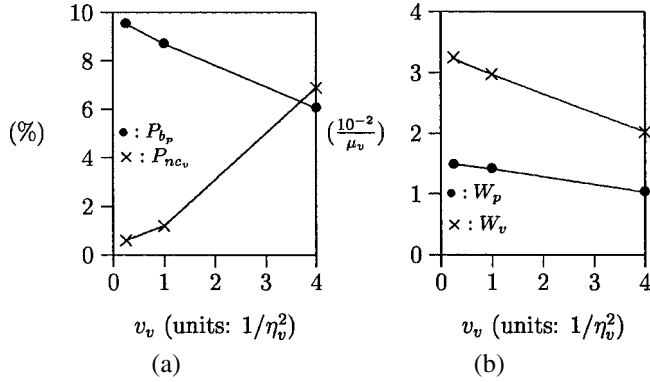 10
8
6
4
2
0
(%)
● : P_{b_p}
× : P_{nc_v}
0 1 2 3 4
v_v (units: 1/η_v^2)
(a)
4
3
2
1
0
(10^{-2}/μ_v)
● : W_p
× : W_v
0 1 2 3 4
v_v (units: 1/η_v^2)
(b)